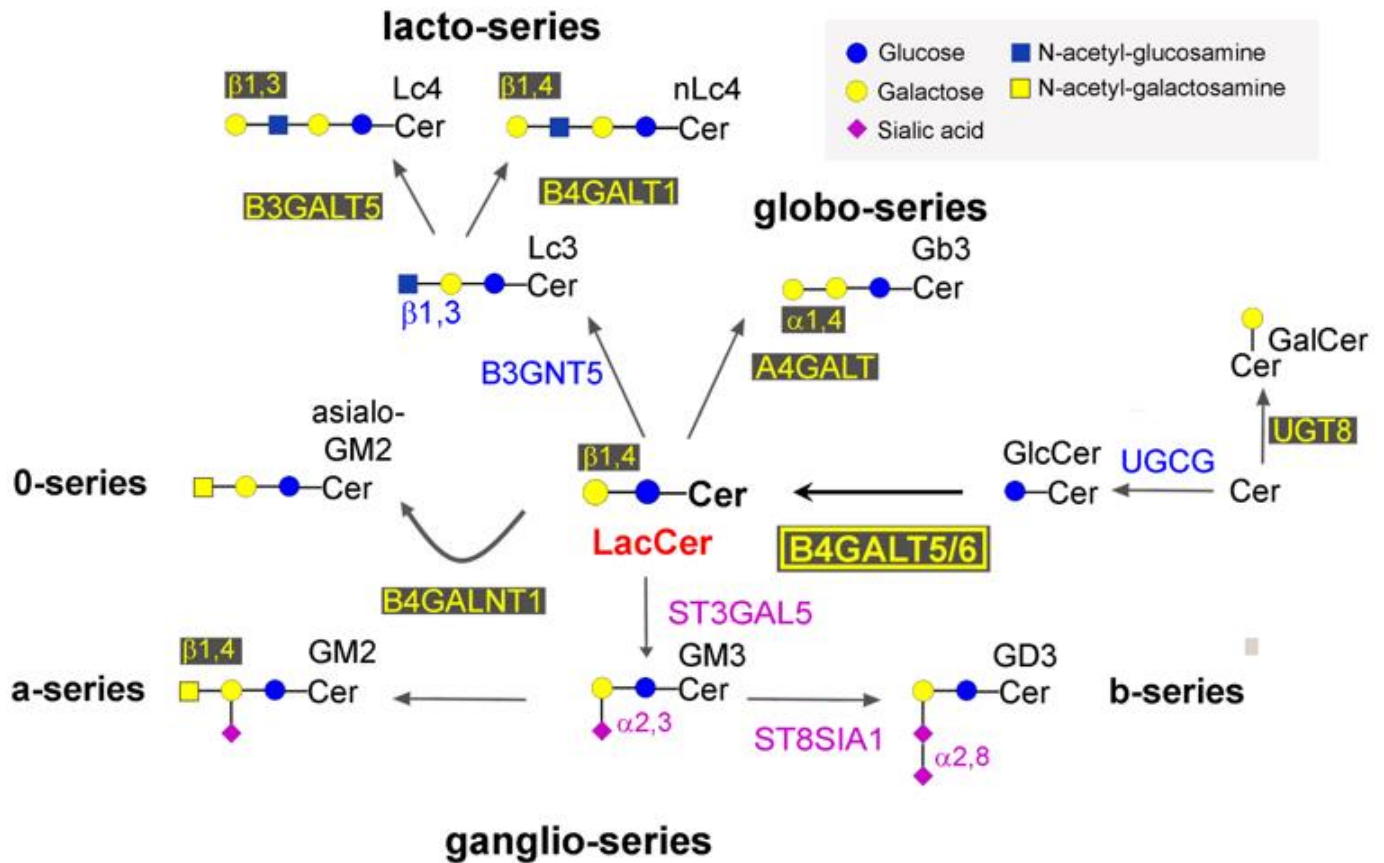 lacto-series
Glucose
N-acetyl-glucosamine
Galactose
N-acetyl-galactosamine
Sialic acid
β1,3
Lc4
Cer
β1,4
nLc4
Cer
B3GALT5
B4GALT1
globo-series
Lc3
Cer
β1,3
Gb3
Cer
α1,4
B3GNT5
A4GALT
GalCer
Cer
UGT8
asialo-
GM2
Cer
0-series
β1,4
Cer
LacCer
GlcCer
Cer
UGCG
Cer
B4GALT5/6
B4GALNT1
ST3GAL5
β1,4
GM2
Cer
a-series
GM3
Cer
α2,3
ST8SIA1
GD3
Cer
α2,8
b-series
ganglio-series